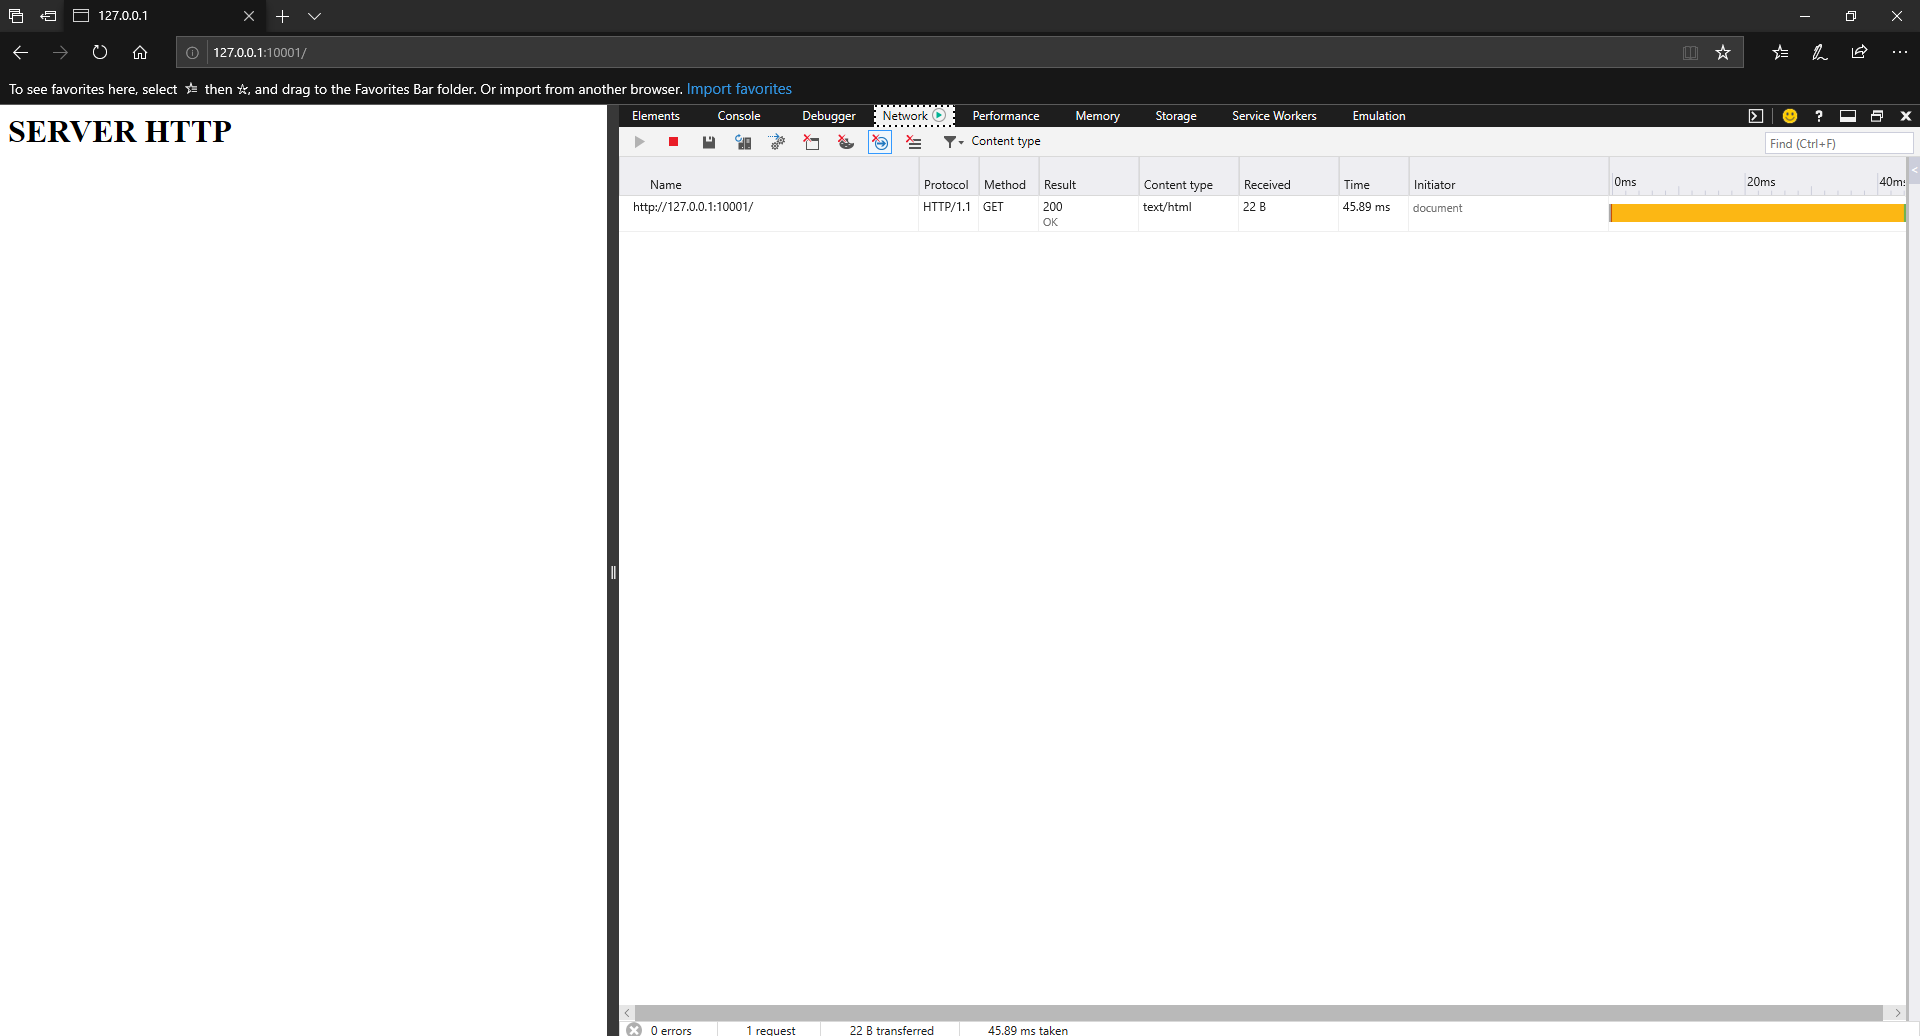 127.0.0.1
127.0.0.1:10001/
To see favorites here, select then , and drag to the Favorites Bar folder. Or import from another browser. Import favorites
SERVER HTTP
Elements Console Debugger Network Performance Memory Storage Service Workers Emulation ?
Content type Find (Ctrl+F)
Name Protocol Method Result Content type Received Time Initiator 0ms 20ms 40ms
http://127.0.0.1:10001/ HTTP/1.1 GET 200 text/html 22 B 45.89 ms document
OK
0 errors 1 request 22 B transferred 45.89 ms taken